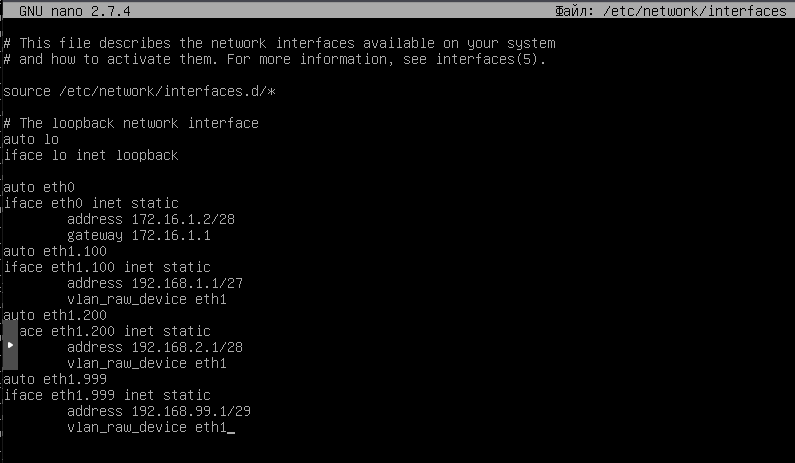 GNU nano 2.7.4 Файл: /etc/network/interfaces
# This file describes the network interfaces available on your system
# and how to activate them. For more information, see interfaces(5).
source /etc/network/interfaces.d/*
# The loopback network interface
auto lo
iface lo inet loopback
auto eth0
iface eth0 inet static
address 172.16.1.2/28
gateway 172.16.1.1
auto eth1.100
iface eth1.100 inet static
address 192.168.1.1/27
vlan_raw_device eth1
auto eth1.200
ace eth1.200 inet static
address 192.168.2.1/28
vlan_raw_device eth1
auto eth1.999
iface eth1.999 inet static
address 192.168.99.1/29
vlan_raw_device eth1_